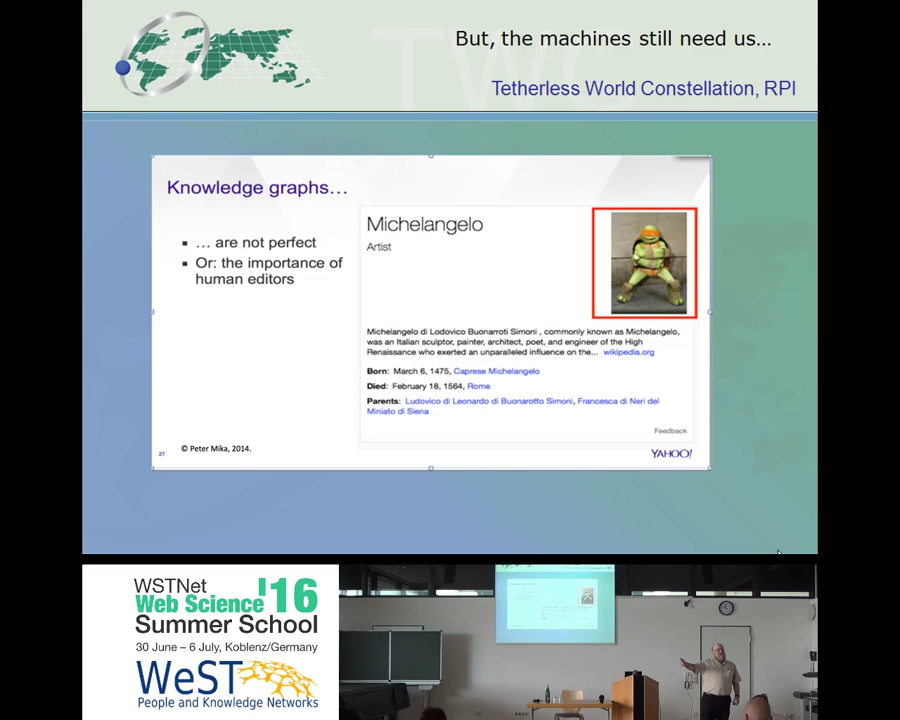 But, the machines still need us…
Tetherless World Constellation, RPI
Knowledge graphs…
… are not perfect
Or: the importance of
human editors
Michelangelo
Artist
Michelangelo di Lodovico Buonarroti Simoni , commonly known as Michelangelo,
was an Italian sculptor, painter, architect, poet, and engineer of the High
Renaissance who exerted an unparalleled influence on the... wikipedia.org
Born: March 6, 1475, Caprese Michelangelo
Died: February 18, 1564, Rome
Parents: Ludovico di Leonardo di Buonarotto Simoni, Francesca di Neri del
Miniato di Siena
Feedback
27
© Peter Mika, 2014.
YAHOO!
WSTNet
Web Science '16
Summer School
30 June – 6 July, Koblenz/Germany
WeST
People and Knowledge Networks